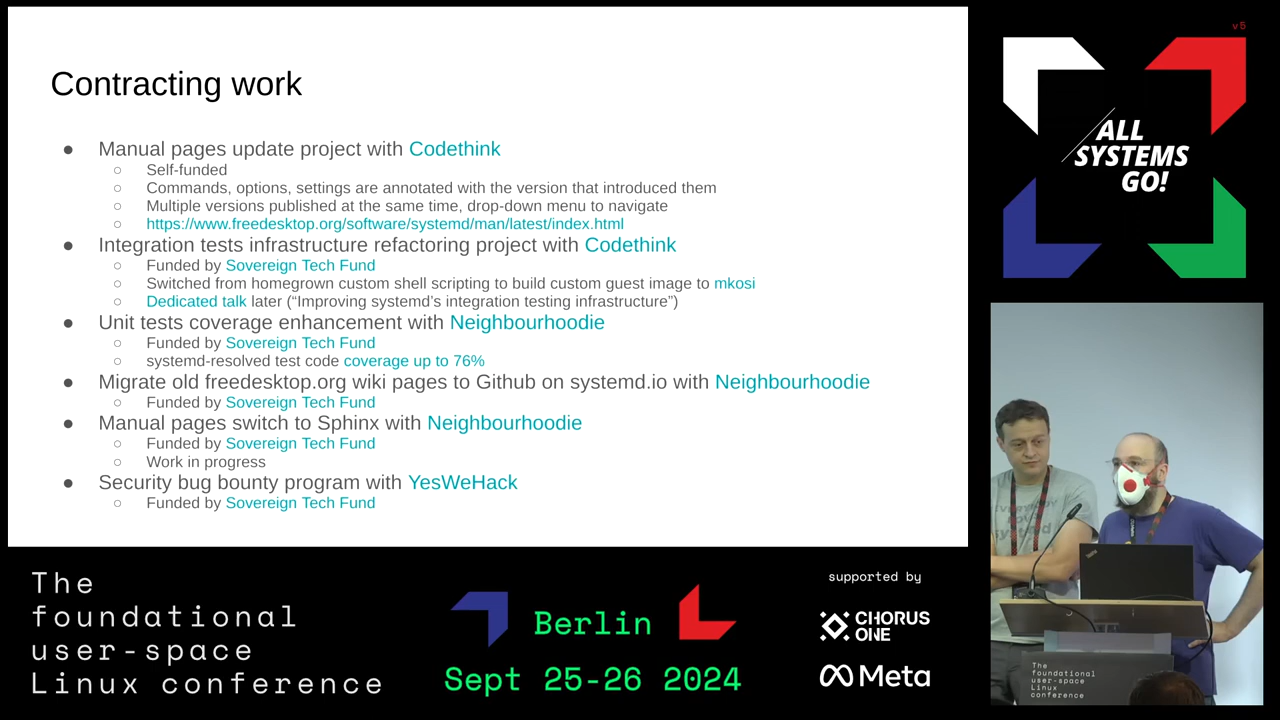 Contracting work
● Manual pages update project with Codethink
○ Self-funded
○ Commands, options, settings are annotated with the version that introduced them
○ Multiple versions published at the same time, drop-down menu to navigate
○ https://www.freedesktop.org/software/systemd/man/latest/index.html
● Integration tests infrastructure refactoring project with Codethink
○ Funded by Sovereign Tech Fund
○ Switched from homegrown custom shell scripting to build custom guest image to mkosi
○ Dedicated talk later (“Improving systemd’s integration testing infrastructure”)
● Unit tests coverage enhancement with Neighbourhoodie
○ Funded by Sovereign Tech Fund
○ systemd-resolved test code coverage up to 76%
● Migrate old freedesktop.org wiki pages to Github on systemd.io with Neighbourhoodie
○ Funded by Sovereign Tech Fund
● Manual pages switch to Sphinx with Neighbourhoodie
○ Funded by Sovereign Tech Fund
○ Work in progress
● Security bug bounty program with YesWeHack
○ Funded by Sovereign Tech Fund
v5
ALL
SYSTEMS
GO!
The
foundational
user-space
Linux conference
Berlin
Sept 25-26 2024
supported by
CHORUS
ONE
Meta
The
foundational
user-space
Linux
conference